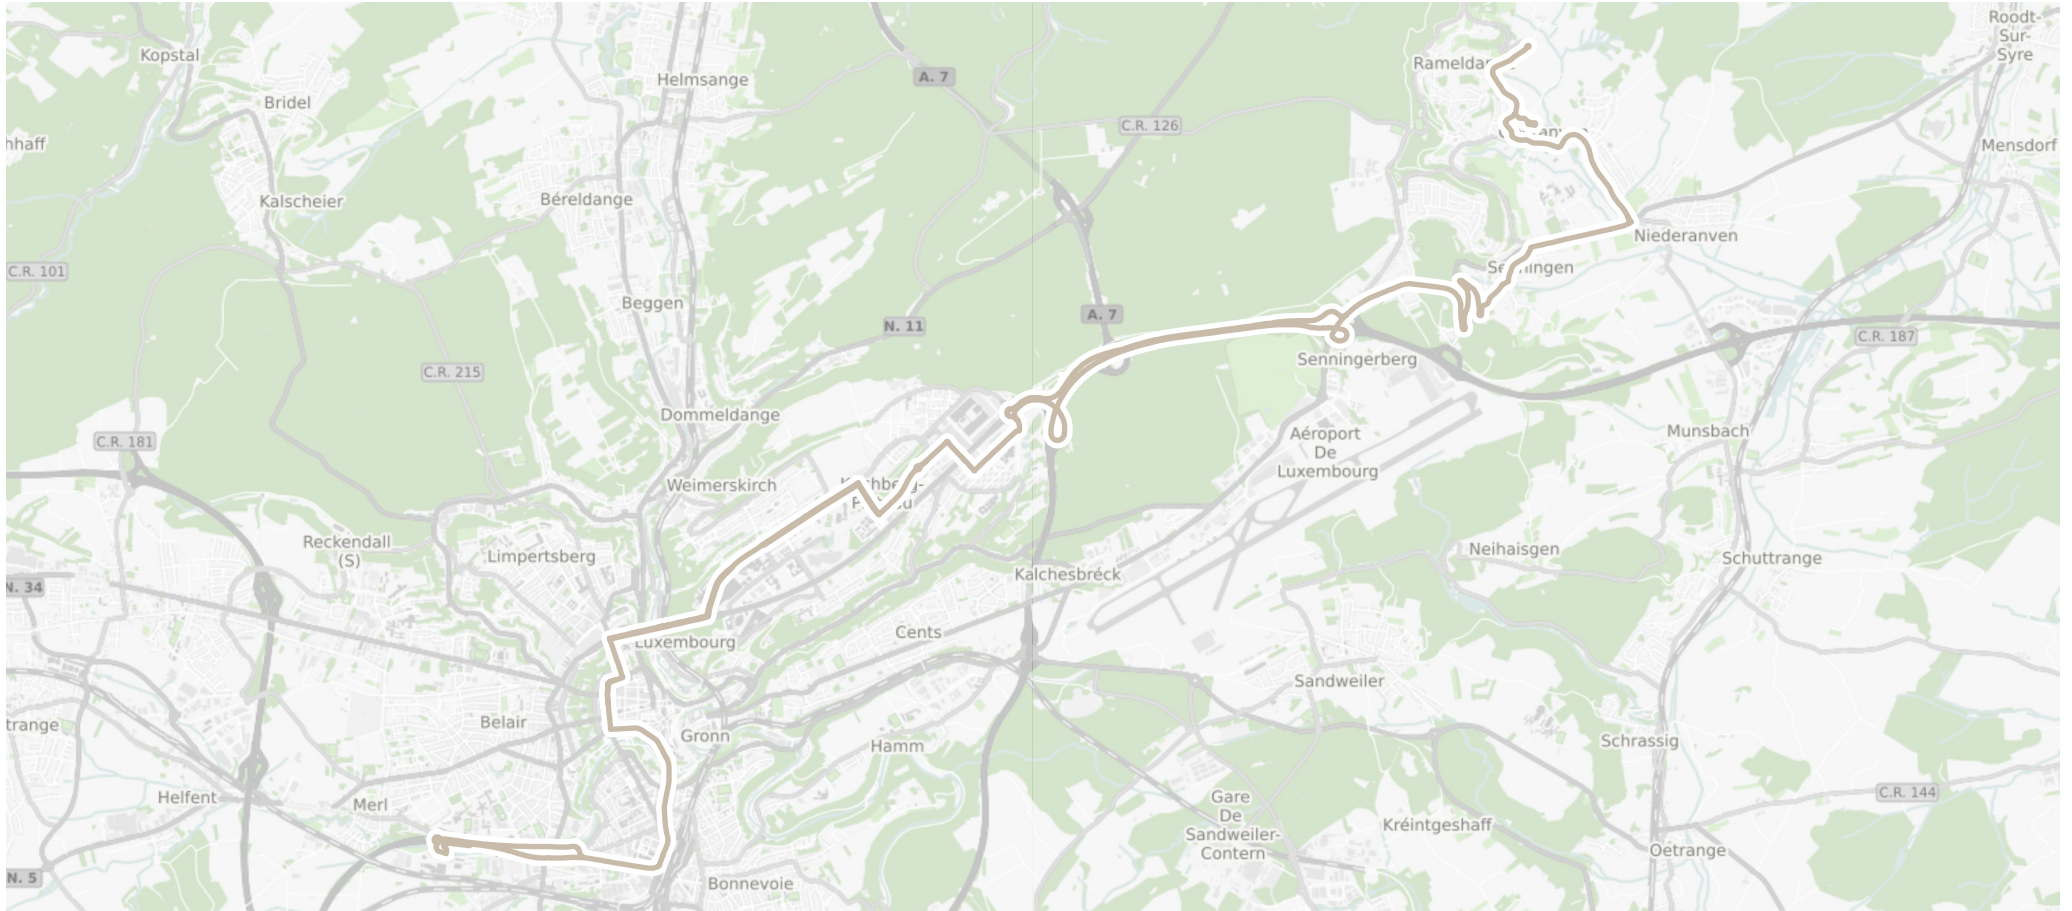 Roodt-
Sur-
Syre
Kopstal
Helmsange
A. 7
Bridel
C.R. 126
hhaff
Mensdorf
Kalscheier
Béreldange
Niederanven
C.R. 101
Beggen
A. 7
N. 11
C.R. 187
Senningerberg
C.R. 215
Dommeldange
C.R. 181
Munsbach
Aéroport
De
Luxembourg
Weimerskirch
Reckendall
(S)
Limpertsberg
Neihaisgen
Schuttrange
Kalchesbréck
N. 34
Cents
Luxembourg
Sandweiler
Belair
trange
Gronn
Hamm
Schrassig
Helfent
Merl
C.R. 144
Gare
De
Sandweiler-
Contern
Kréintgeshaff
Oetrange
N. 5
Bonnevoie